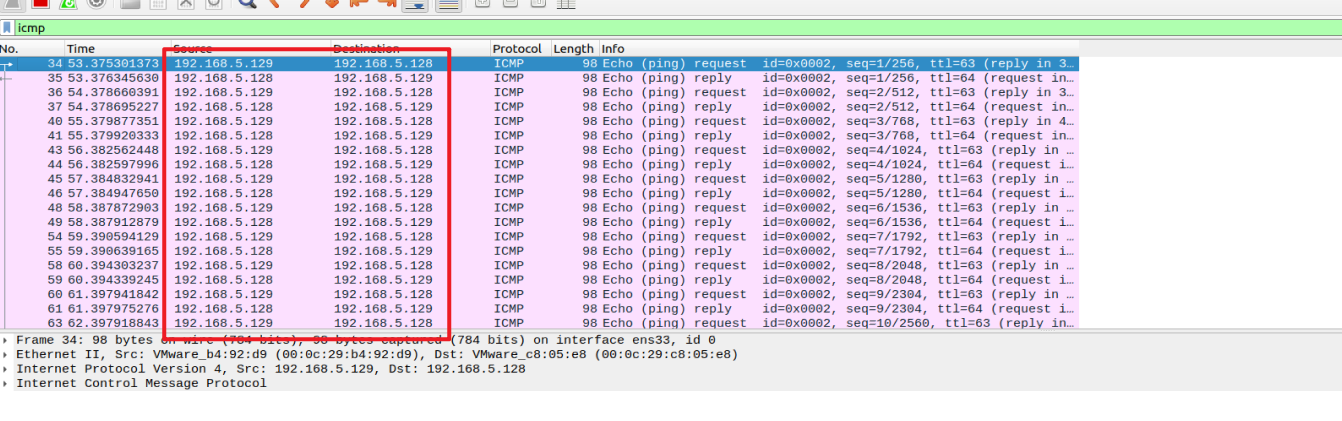 icmp
No. Time Source Destination Protocol Length Info
34 53.375301373 192.168.5.129 192.168.5.128 ICMP 98 Echo (ping) request id=0x0002, seq=1/256, ttl=63 (reply in 3…
35 53.376345630 192.168.5.128 192.168.5.129 ICMP 98 Echo (ping) reply id=0x0002, seq=1/256, ttl=64 (request in…
36 54.378660391 192.168.5.129 192.168.5.128 ICMP 98 Echo (ping) request id=0x0002, seq=2/512, ttl=63 (reply in 3…
37 54.378695227 192.168.5.128 192.168.5.129 ICMP 98 Echo (ping) reply id=0x0002, seq=2/512, ttl=64 (request in…
40 55.379877351 192.168.5.129 192.168.5.128 ICMP 98 Echo (ping) request id=0x0002, seq=3/768, ttl=63 (reply in 4…
41 55.379920333 192.168.5.128 192.168.5.129 ICMP 98 Echo (ping) reply id=0x0002, seq=3/768, ttl=64 (request in…
43 56.382562448 192.168.5.129 192.168.5.128 ICMP 98 Echo (ping) request id=0x0002, seq=4/1024, ttl=63 (reply in …
44 56.382597996 192.168.5.128 192.168.5.129 ICMP 98 Echo (ping) reply id=0x0002, seq=4/1024, ttl=64 (request i…
45 57.384832941 192.168.5.129 192.168.5.128 ICMP 98 Echo (ping) request id=0x0002, seq=5/1280, ttl=63 (reply in …
46 57.384947650 192.168.5.128 192.168.5.129 ICMP 98 Echo (ping) reply id=0x0002, seq=5/1280, ttl=64 (request i…
48 58.387872903 192.168.5.129 192.168.5.128 ICMP 98 Echo (ping) request id=0x0002, seq=6/1536, ttl=63 (reply in …
49 58.387912879 192.168.5.128 192.168.5.129 ICMP 98 Echo (ping) reply id=0x0002, seq=6/1536, ttl=64 (request i…
54 59.390594129 192.168.5.129 192.168.5.128 ICMP 98 Echo (ping) request id=0x0002, seq=7/1792, ttl=63 (reply in …
55 59.390639165 192.168.5.128 192.168.5.129 ICMP 98 Echo (ping) reply id=0x0002, seq=7/1792, ttl=64 (request i…
58 60.394303237 192.168.5.129 192.168.5.128 ICMP 98 Echo (ping) request id=0x0002, seq=8/2048, ttl=63 (reply in …
59 60.394339245 192.168.5.128 192.168.5.129 ICMP 98 Echo (ping) reply id=0x0002, seq=8/2048, ttl=64 (request i…
60 61.397941842 192.168.5.129 192.168.5.128 ICMP 98 Echo (ping) request id=0x0002, seq=9/2304, ttl=63 (reply in …
61 61.397975276 192.168.5.128 192.168.5.129 ICMP 98 Echo (ping) reply id=0x0002, seq=9/2304, ttl=64 (request i…
63 62.397918843 192.168.5.129 192.168.5.128 ICMP 98 Echo (ping) request id=0x0002, seq=10/2560, ttl=63 (reply in…
Frame 34: 98 bytes on wire (784 bits), 98 bytes captured (784 bits) on interface ens33, id 0
Ethernet II, Src: VMware_b4:92:d9 (00:0c:29:b4:92:d9), Dst: VMware_c8:05:e8 (00:0c:29:c8:05:e8)
Internet Protocol Version 4, Src: 192.168.5.129, Dst: 192.168.5.128
Internet Control Message Protocol